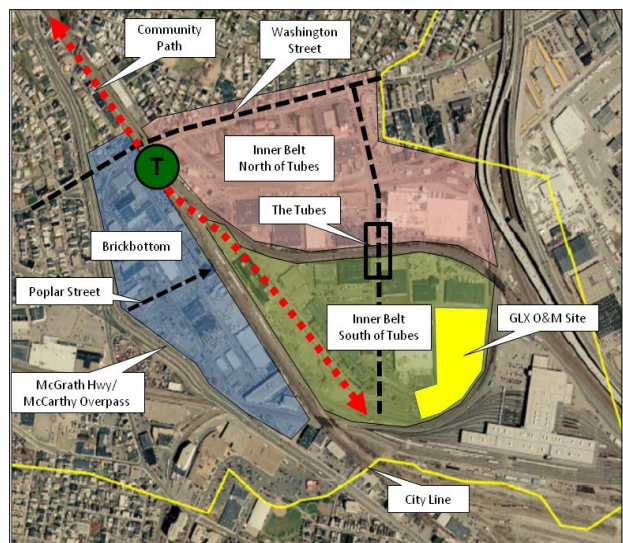 Community
Path
Washington
Street
T
Inner Belt
North of Tubes
The Tubes
Brickbottom
Poplar Street
Inner Belt
South of Tubes
GLX O&M Site
McGrath Hwy/
McCarthy Overpass
City Line